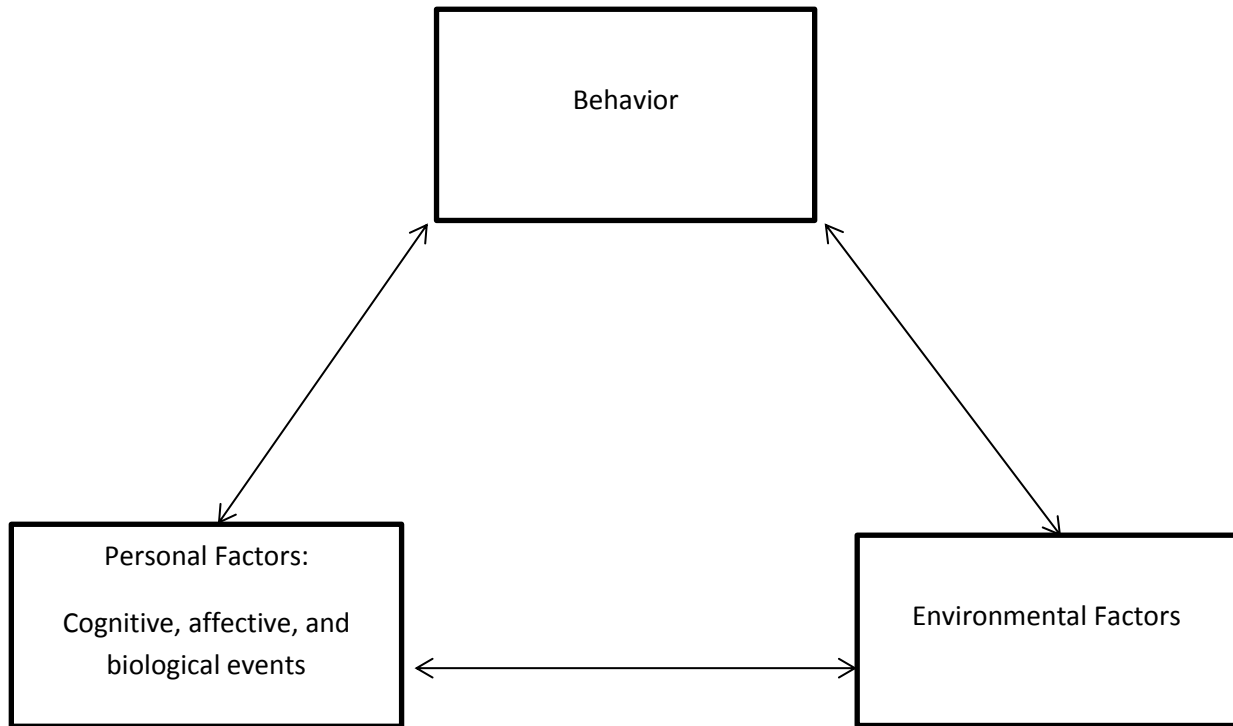 Behavior
Personal Factors:
Cognitive, affective, and
biological events
Environmental Factors